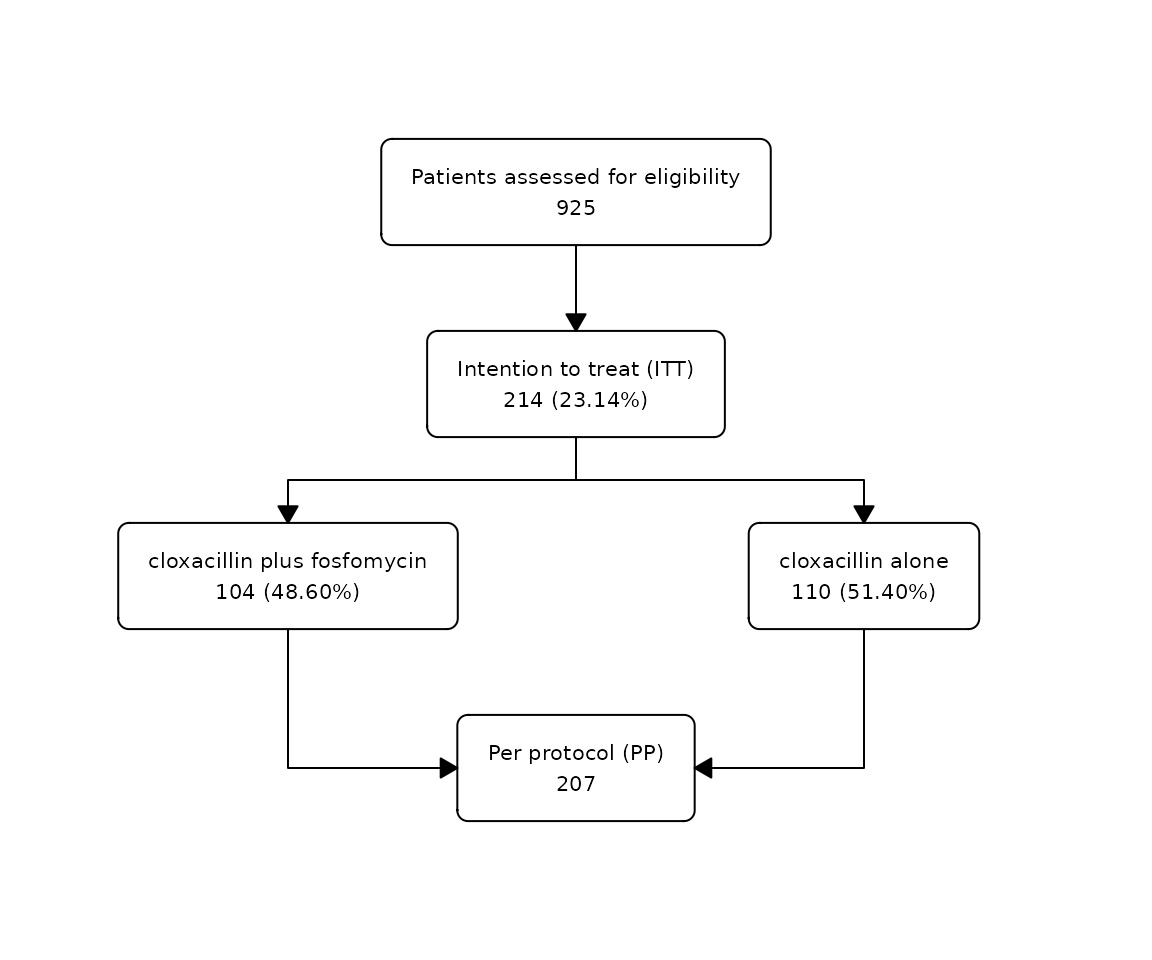 Patients assessed for eligibility
925
Intention to treat (ITT)
214 (23.14%)
cloxacillin plus fosfomycin
104 (48.60%)
cloxacillin alone
110 (51.40%)
Per protocol (PP)
207